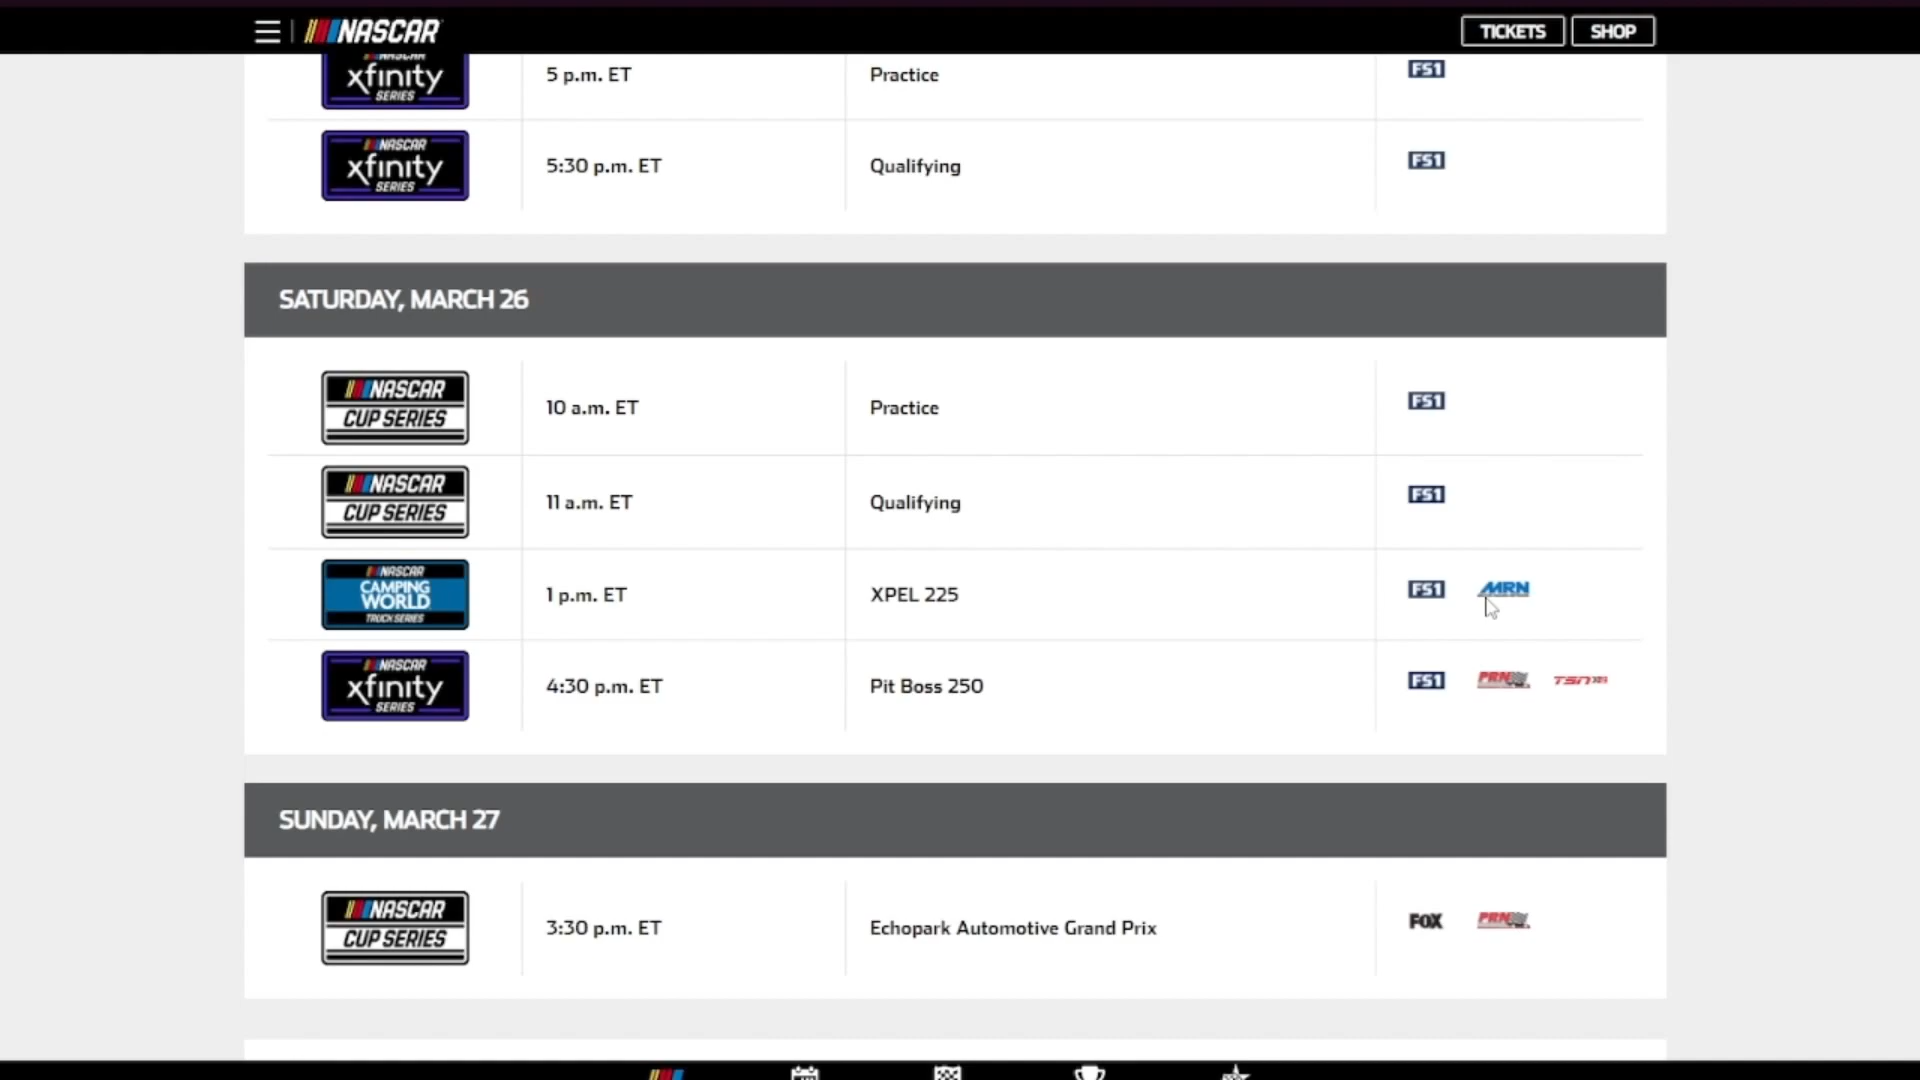 NASCAR
TICKETS
SHOP
NASCAR
xfinity
SERIES
5 p.m. ET
Practice
FS1
NASCAR
xfinity
SERIES
5:30 p.m. ET
Qualifying
FS1
SATURDAY, MARCH 26
NASCAR
CUP SERIES
10 a.m. ET
Practice
FS1
NASCAR
CUP SERIES
11 a.m. ET
Qualifying
FS1
NASCAR
CAMPING
WORLD
TRUCK SERIES
1 p.m. ET
XPEL 225
FS1
MRN
NASCAR
xfinity
SERIES
4:30 p.m. ET
Pit Boss 250
FS1
PRN
TSN
SUNDAY, MARCH 27
NASCAR
CUP SERIES
3:30 p.m. ET
Echopark Automotive Grand Prix
FOX
PRN